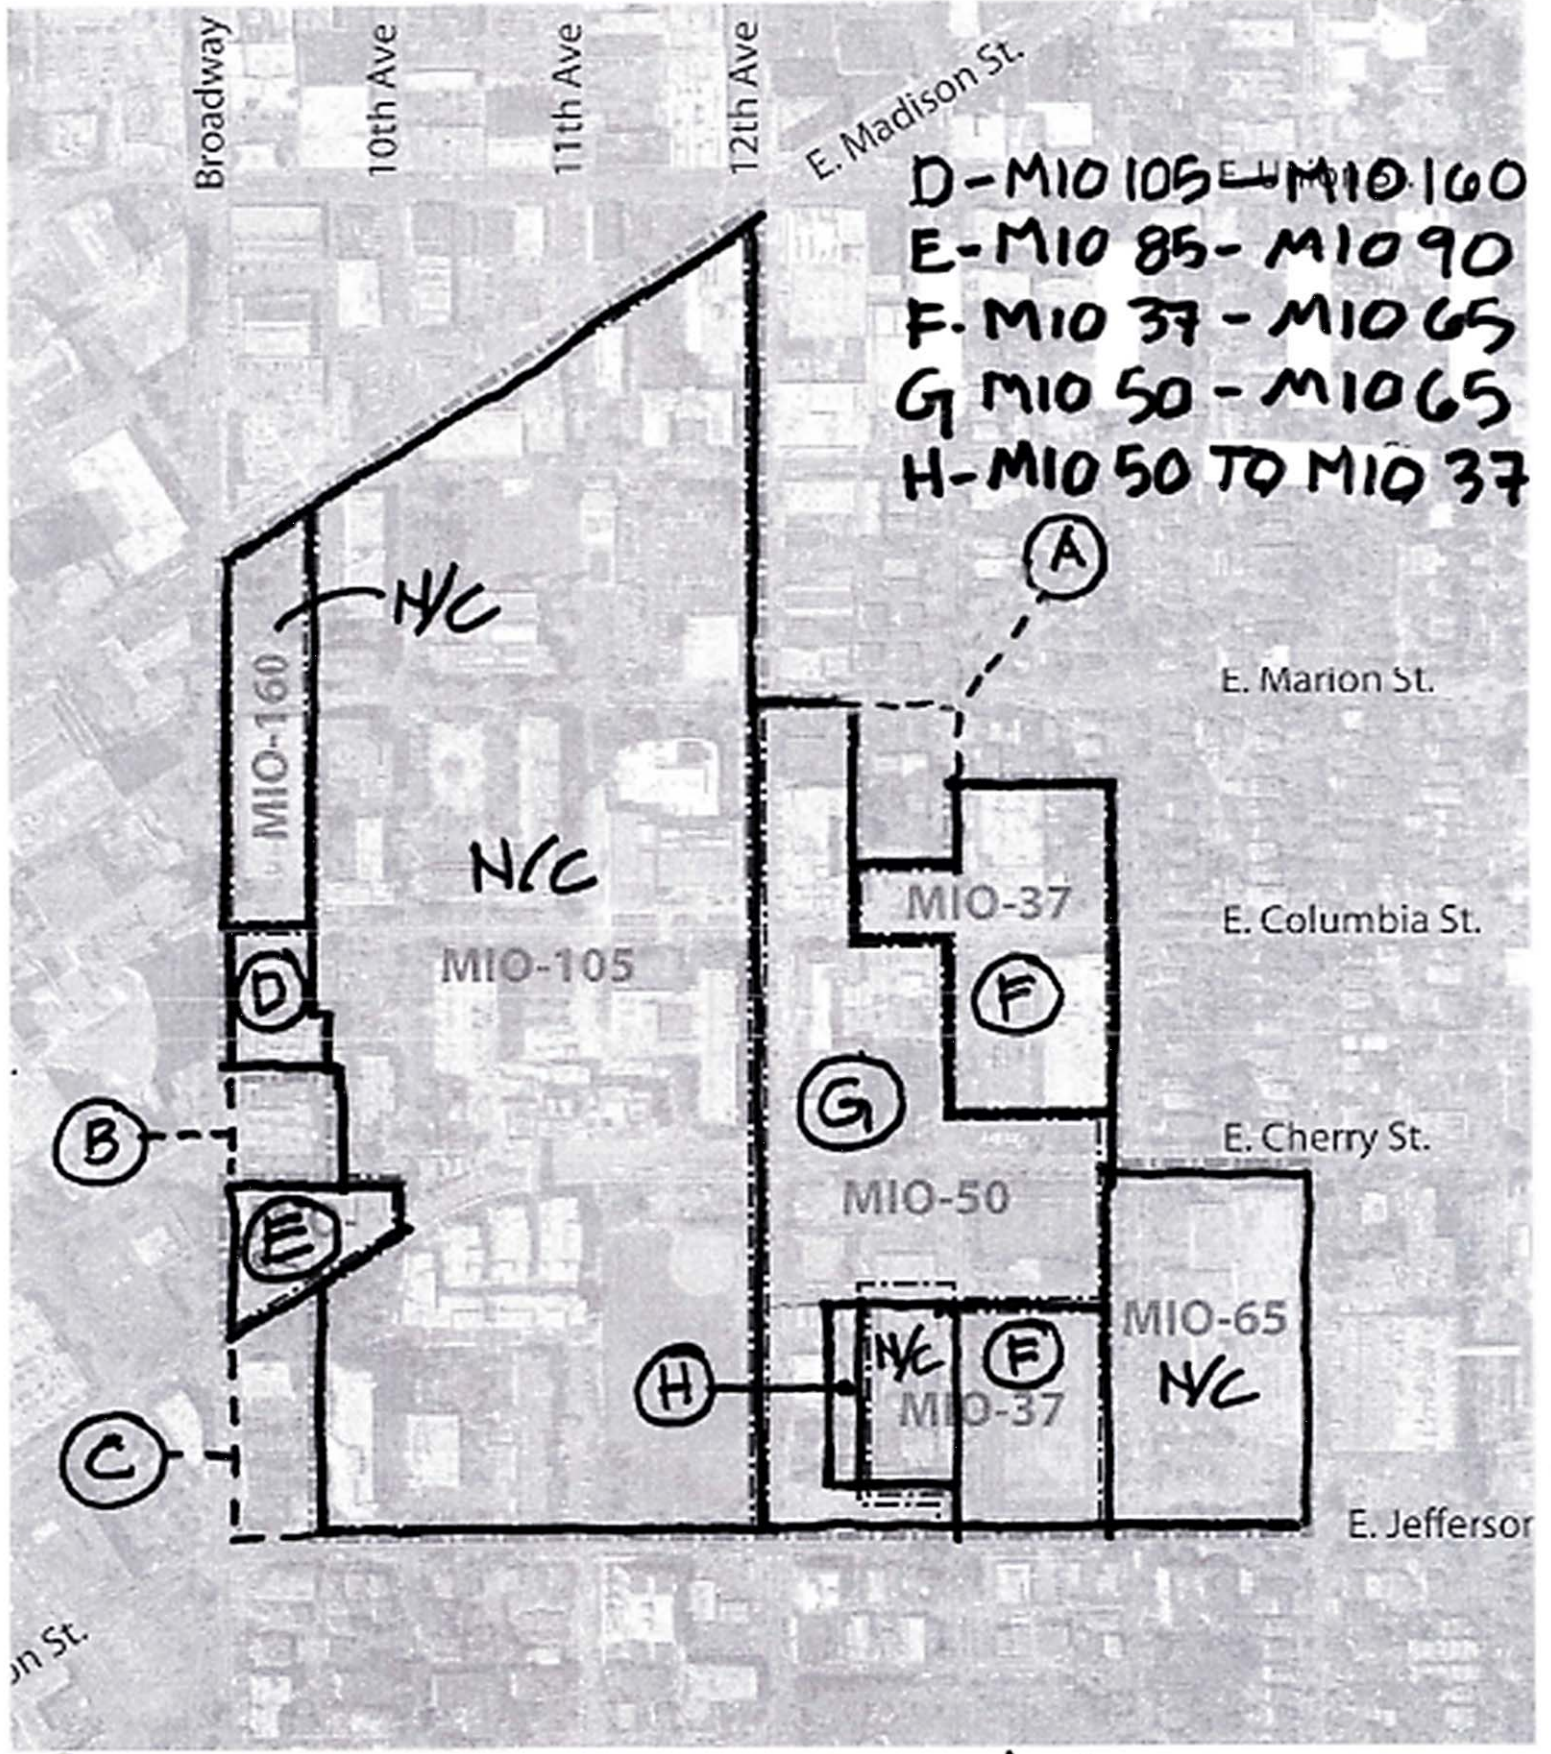 Broadway
10th Ave
11th Ave
12th Ave
E. Madison St.
D-MIO 105-MIO 160
E-MIO 85-MIO 90
F. MIO 37-MIO 65
G MIO 50-MIO 65
H-MIO 50 TO MIO 37
A
N/C
E. Marion St.
MIO-160
N/C
MIO-37
E. Columbia St.
MIO-105
D
F
G
B
E. Cherry St.
MIO-50
E
MIO-65
N/C
F
H
N/C
MIO-37
C
E. Jefferson
on St.